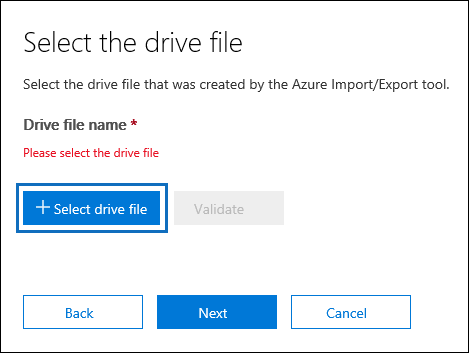 Select the drive file
Select the drive file that was created by the Azure Import/Export tool.
Drive file name *
Please select the drive file
+ Select drive file
Validate
Back
Next
Cancel